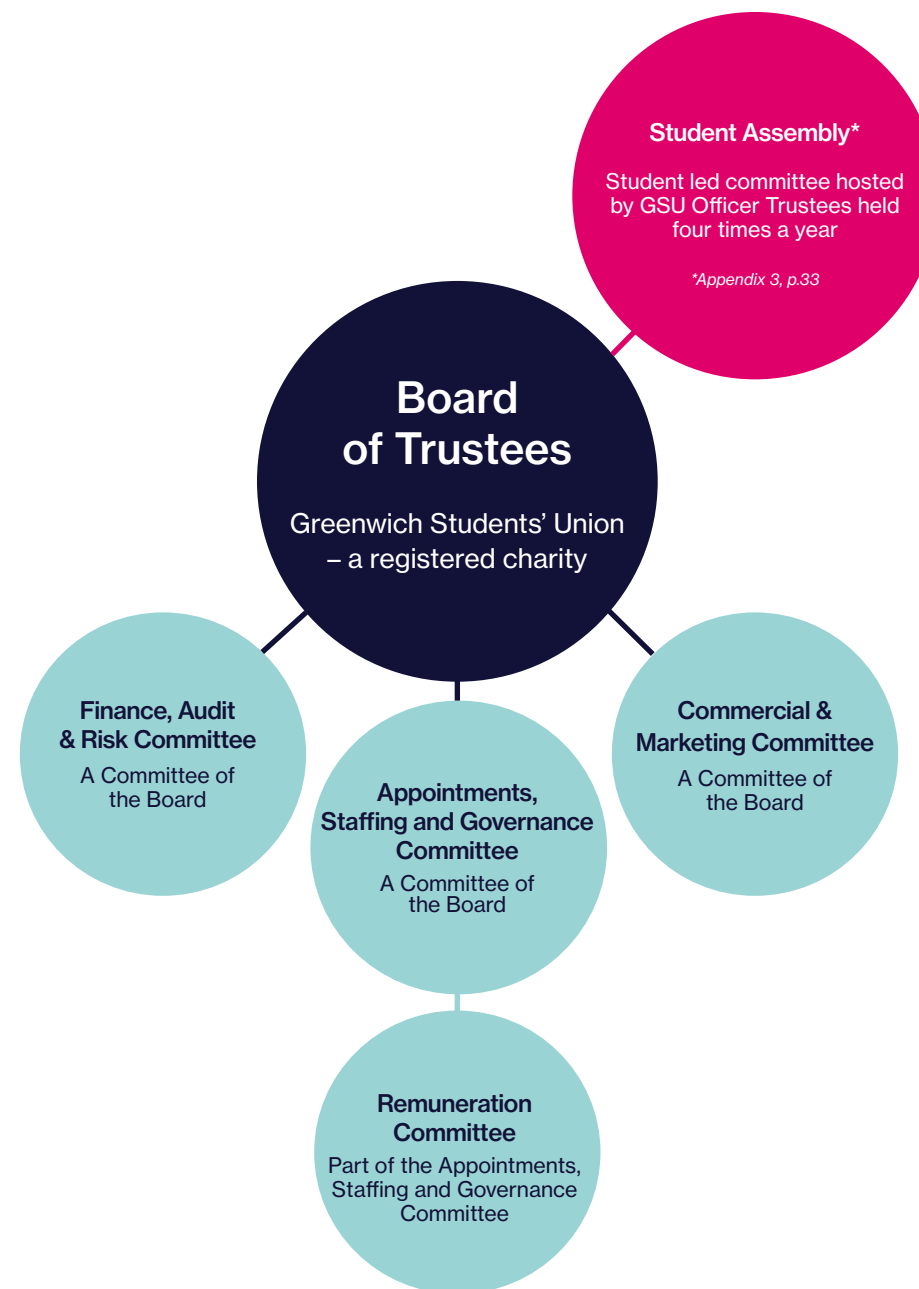 Student Assembly*
Student led committee hosted
by GSU Officer Trustees held
four times a year
*Appendix 3, p.33
Board
of Trustees
Greenwich Students’ Union
– a registered charity
Finance, Audit
& Risk Committee
A Committee of
the Board
Appointments,
Staffing and Governance
Committee
A Committee of
the Board
Commercial &
Marketing Committee
A Committee of
the Board
Remuneration
Committee
Part of the Appointments,
Staffing and Governance
Committee